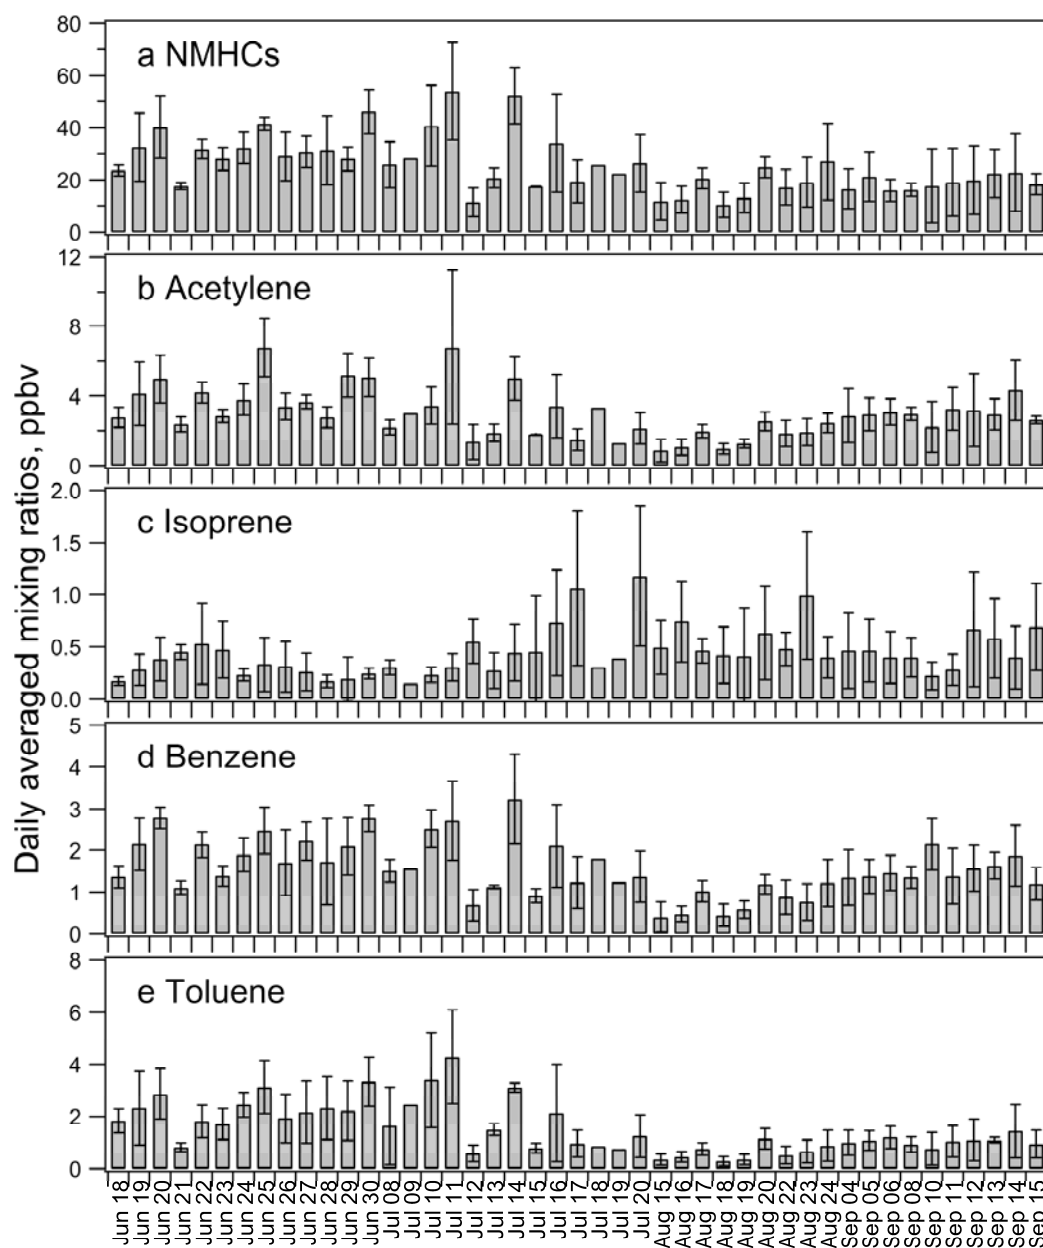 Daily averaged mixing ratios, ppbv
a NMHCs
80
60
40
20
0
b Acetylene
12
8
4
0
c Isoprene
2.0
1.5
1.0
0.5
0.0
d Benzene
5
4
3
2
1
0
e Toluene
8
6
4
2
0
Jun 18
Jun 19
Jun 20
Jun 21
Jun 22
Jun 23
Jun 24
Jun 25
Jun 26
Jun 27
Jun 28
Jun 29
Jun 30
Jul 08
Jul 09
Jul 10
Jul 11
Jul 12
Jul 13
Jul 14
Jul 15
Jul 16
Jul 17
Jul 18
Jul 19
Jul 20
Aug 15
Aug 16
Aug 17
Aug 18
Aug 19
Aug 20
Aug 22
Aug 23
Aug 24
Sep 04
Sep 05
Sep 06
Sep 08
Sep 10
Sep 11
Sep 12
Sep 13
Sep 14
Sep 15